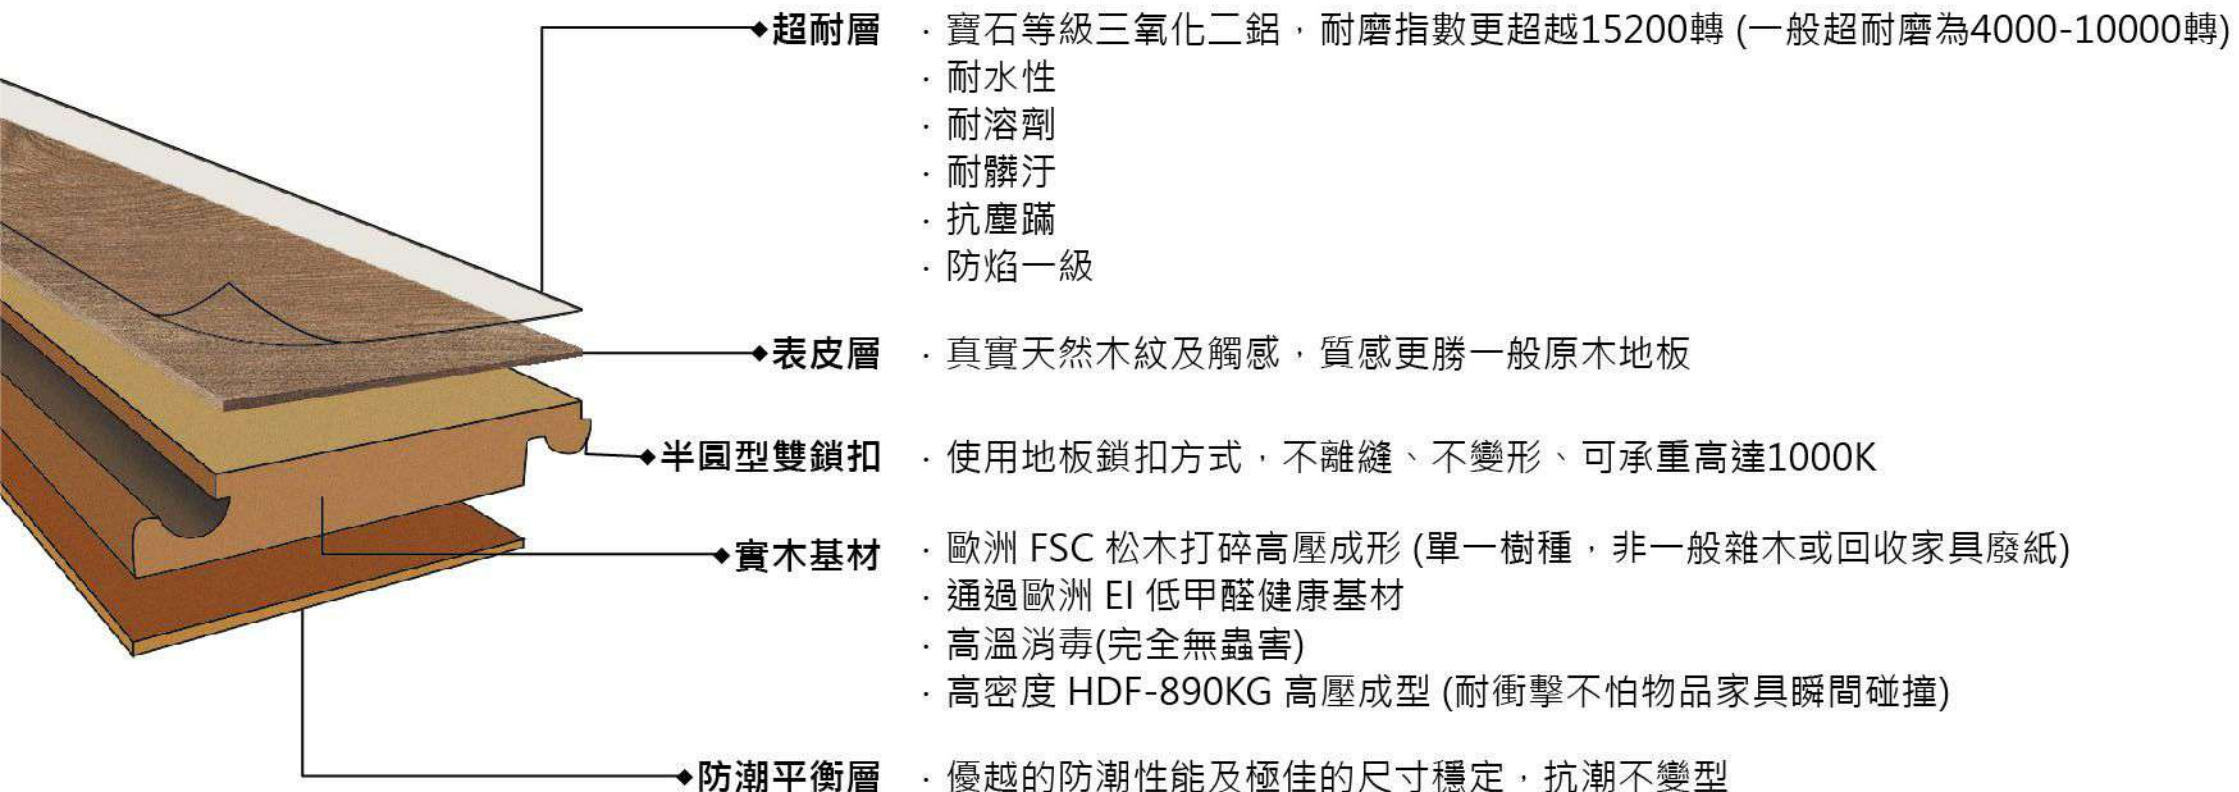 ◆超耐層 ．寶石等級三氧化二鋁，耐磨指數更超越15200轉 (一般超耐磨為4000-10000轉)
．耐水性
．耐溶劑
．耐髒汙
．抗塵蹣
．防焰一級
◆表皮層 ．真實天然木紋及觸感，質感更勝一般原木地板
◆半圓型雙鎖扣 ．使用地板鎖扣方式，不離縫、不變形、可承重高達1000K
◆實木基材 ．歐洲 FSC 松木打碎高壓成形 (單一樹種，非一般雜木或回收家具廢紙)
．通過歐洲 EI 低甲醛健康基材
．高溫消毒(完全無蟲害)
．高密度 HDF-890KG 高壓成型 (耐衝擊不怕物品家具瞬間碰撞)
◆防潮平衡層 ．優越的防潮性能及極佳的尺寸穩定，抗潮不變型